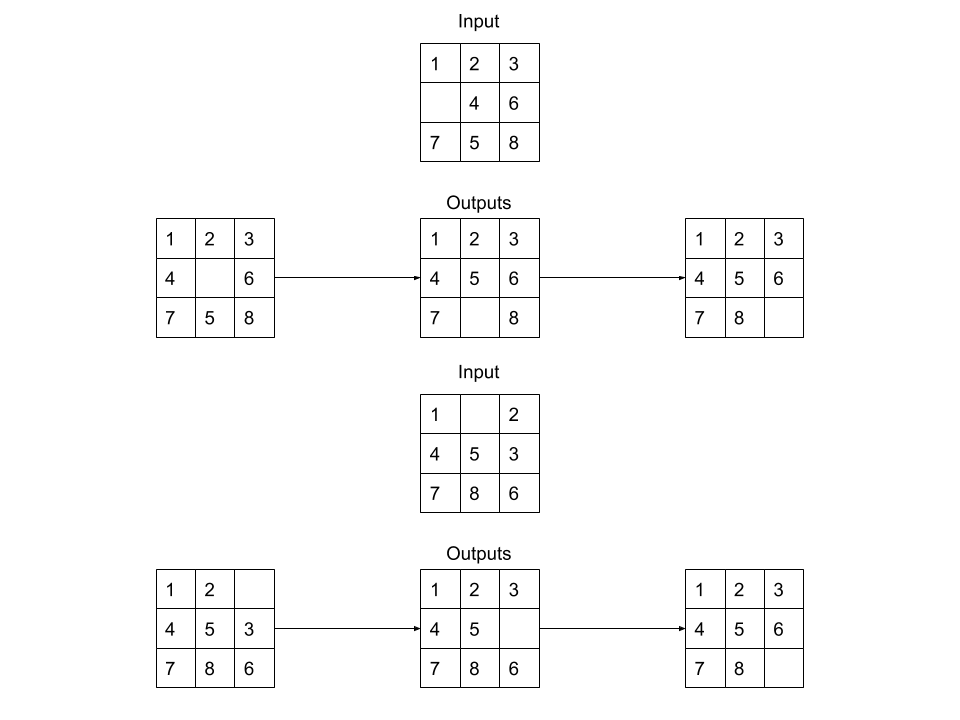 Input
1 2 3
4 6
7 5 8
Outputs
1 2 3 1 2 3 1 2 3
4 6 4 5 6 4 5 6
7 5 8 7 8 7 8
Input
1 2
4 5 3
7 8 6
Outputs
1 2 1 2 3 1 2 3
4 5 3 4 5 4 5 6
7 8 6 7 8 6 7 8